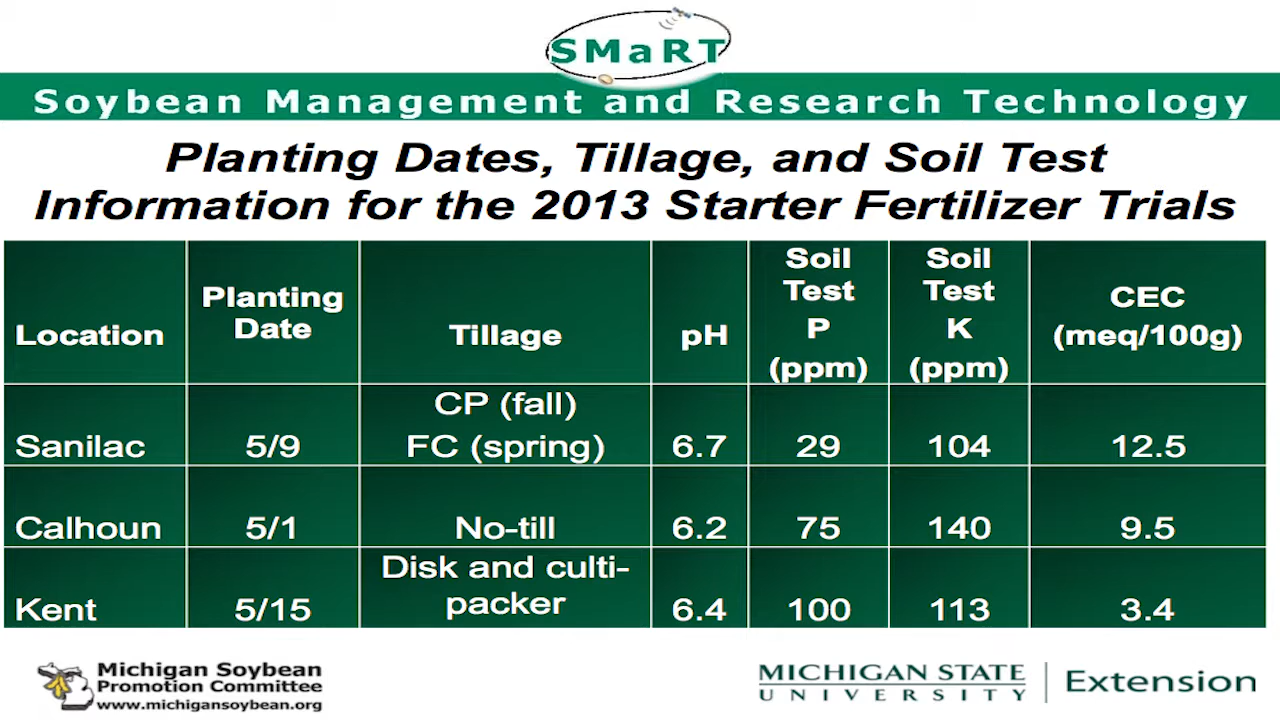 SMaRT
Soybean Management and Research Technology
Planting Dates, Tillage, and Soil Test
Information for the 2013 Starter Fertilizer Trials
Location | Planting Date | Tillage | pH | Soil Test P (ppm) | Soil Test K (ppm) | CEC (meq/100g)
Sanilac | 5/9 | CP (fall) FC (spring) | 6.7 | 29 | 104 | 12.5
Calhoun | 5/1 | No-till | 6.2 | 75 | 140 | 9.5
Kent | 5/15 | Disk and culti-packer | 6.4 | 100 | 113 | 3.4
Michigan Soybean
Promotion Committee
www.michigansoybean.org
MICHIGAN STATE
UNIVERSITY
Extension